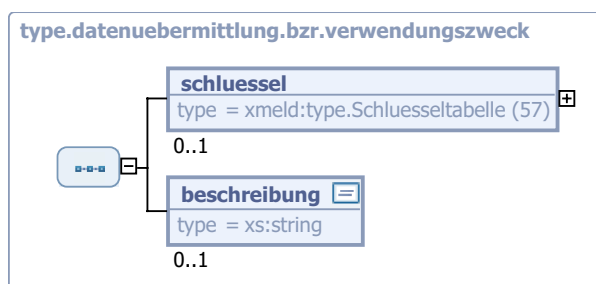 type.datenuebermittlung.bzr.verwendungszweck
schluessel
type = xmeld:type.Schluesseltabelle (57)
0..1
beschreibung
type = xs:string
0..1